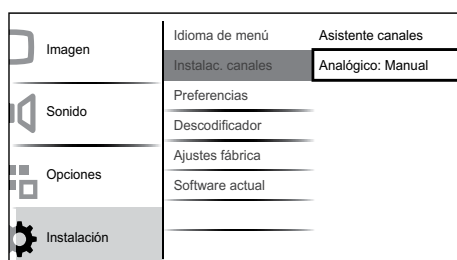 Imagen
Sonido
Opciones
Instalación
Idioma de menú
Instalac. canales
Preferencias
Descodificador
Ajustes fábrica
Software actual
Asistente canales
Analógico: Manual